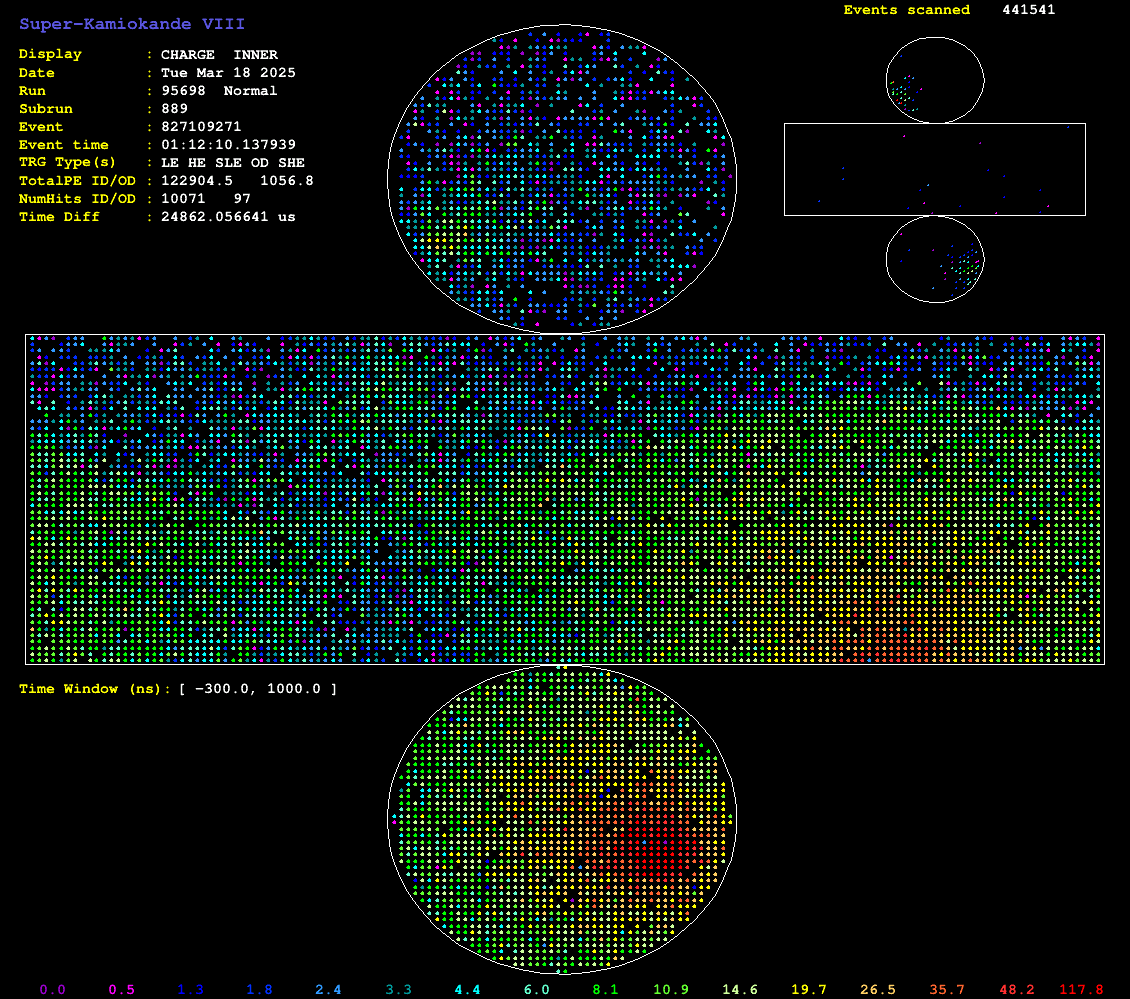 Super-Kamiokande VIII
Events scanned 441541
Display : CHARGE INNER
Date : Tue Mar 18 2025
Run : 95698 Normal
Subrun : 889
Event : 827109271
Event time : 01:12:10.137939
TRG Type(s) : LE HE SLE OD SHE
TotalPE ID/OD : 122904.5 1056.8
NumHits ID/OD : 10071 97
Time Diff : 24862.056641 us
Time Window (ns): [ −300.0, 1000.0 ]
0.0 0.5 1.3 1.8 2.4 3.3 4.4 6.0 8.1 10.9 14.6 19.7 26.5 35.7 48.2 117.8